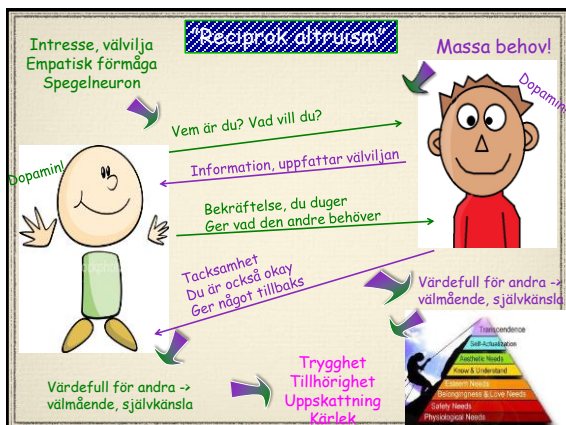 "Reciprok altruism"
Intresse, välvilja
Empatisk förmåga
Spegelneuron
Massa behov!
Dopamin!
Dopamin!
Vem är du? Vad vill du?
Information, uppfattar välviljan
Bekräftelse, du duger
Ger vad den andre behöver
Tacksamhet
Du är också okay
Ger något tillbaks
Värdefull för andra ->
välmående, självkänsla
Värdefull för andra ->
välmående, självkänsla
Trygghet
Tillhörighet
Uppskattning
Kärlek
Transcendence
Self-Actualization
Aesthetic Needs
Know & Understand
Esteem Needs
Belongingness & Love Needs
Safety Needs
Physiological Needs